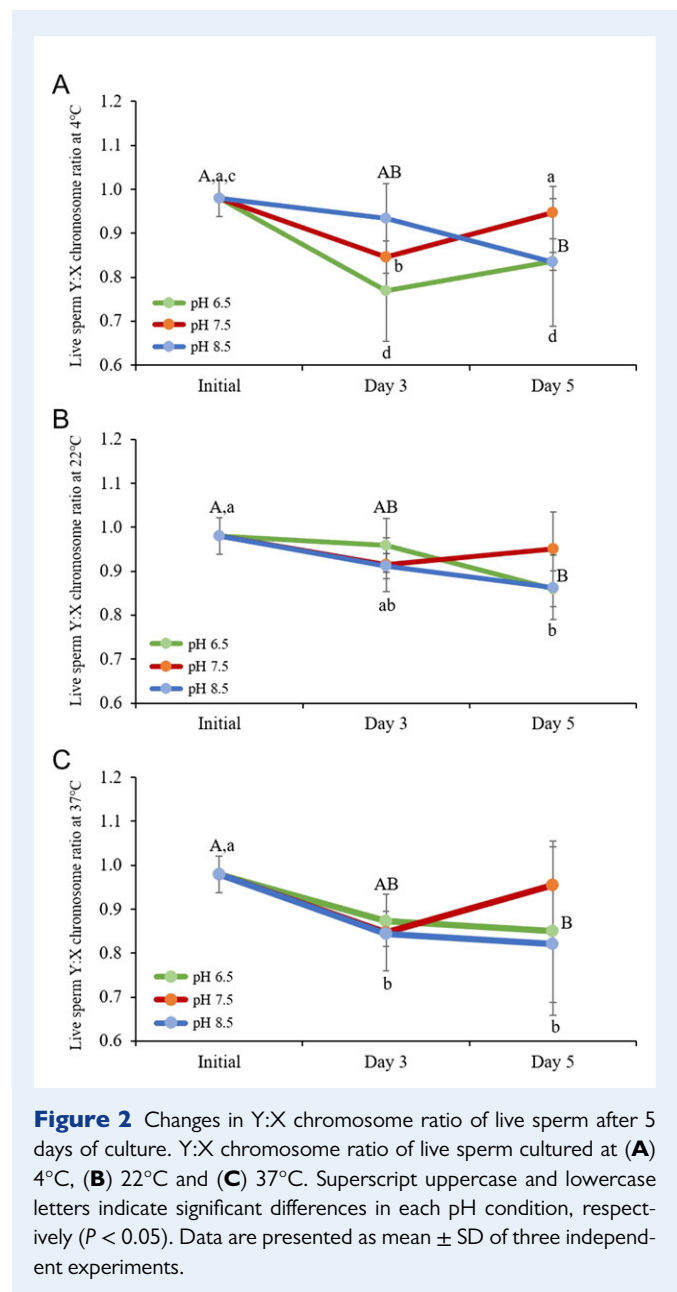 A
Live sperm Y:X chromosome ratio at 4°C
1.2
1.1
1.0
0.9
0.8
0.7
0.6
A,a,c
AB
a
b
B
d
d
pH 6.5
pH 7.5
pH 8.5
Initial
Day 3
Day 5
B
Live sperm Y:X chromosome ratio at 22°C
1.2
1.1
1.0
0.9
0.8
0.7
0.6
A,a
AB
B
ab
b
pH 6.5
pH 7.5
pH 8.5
Initial
Day 3
Day 5
C
Live sperm Y:X chromosome ratio at 37°C
1.2
1.1
1.0
0.9
0.8
0.7
0.6
A,a
AB
B
b
b
pH 6.5
pH 7.5
pH 8.5
Initial
Day 3
Day 5
Figure 2 Changes in Y:X chromosome ratio of live sperm after 5
days of culture. Y:X chromosome ratio of live sperm cultured at (A)
4°C, (B) 22°C and (C) 37°C. Superscript uppercase and lowercase
letters indicate significant differences in each pH condition, respect-
ively (P < 0.05). Data are presented as mean ± SD of three independ-
ent experiments.